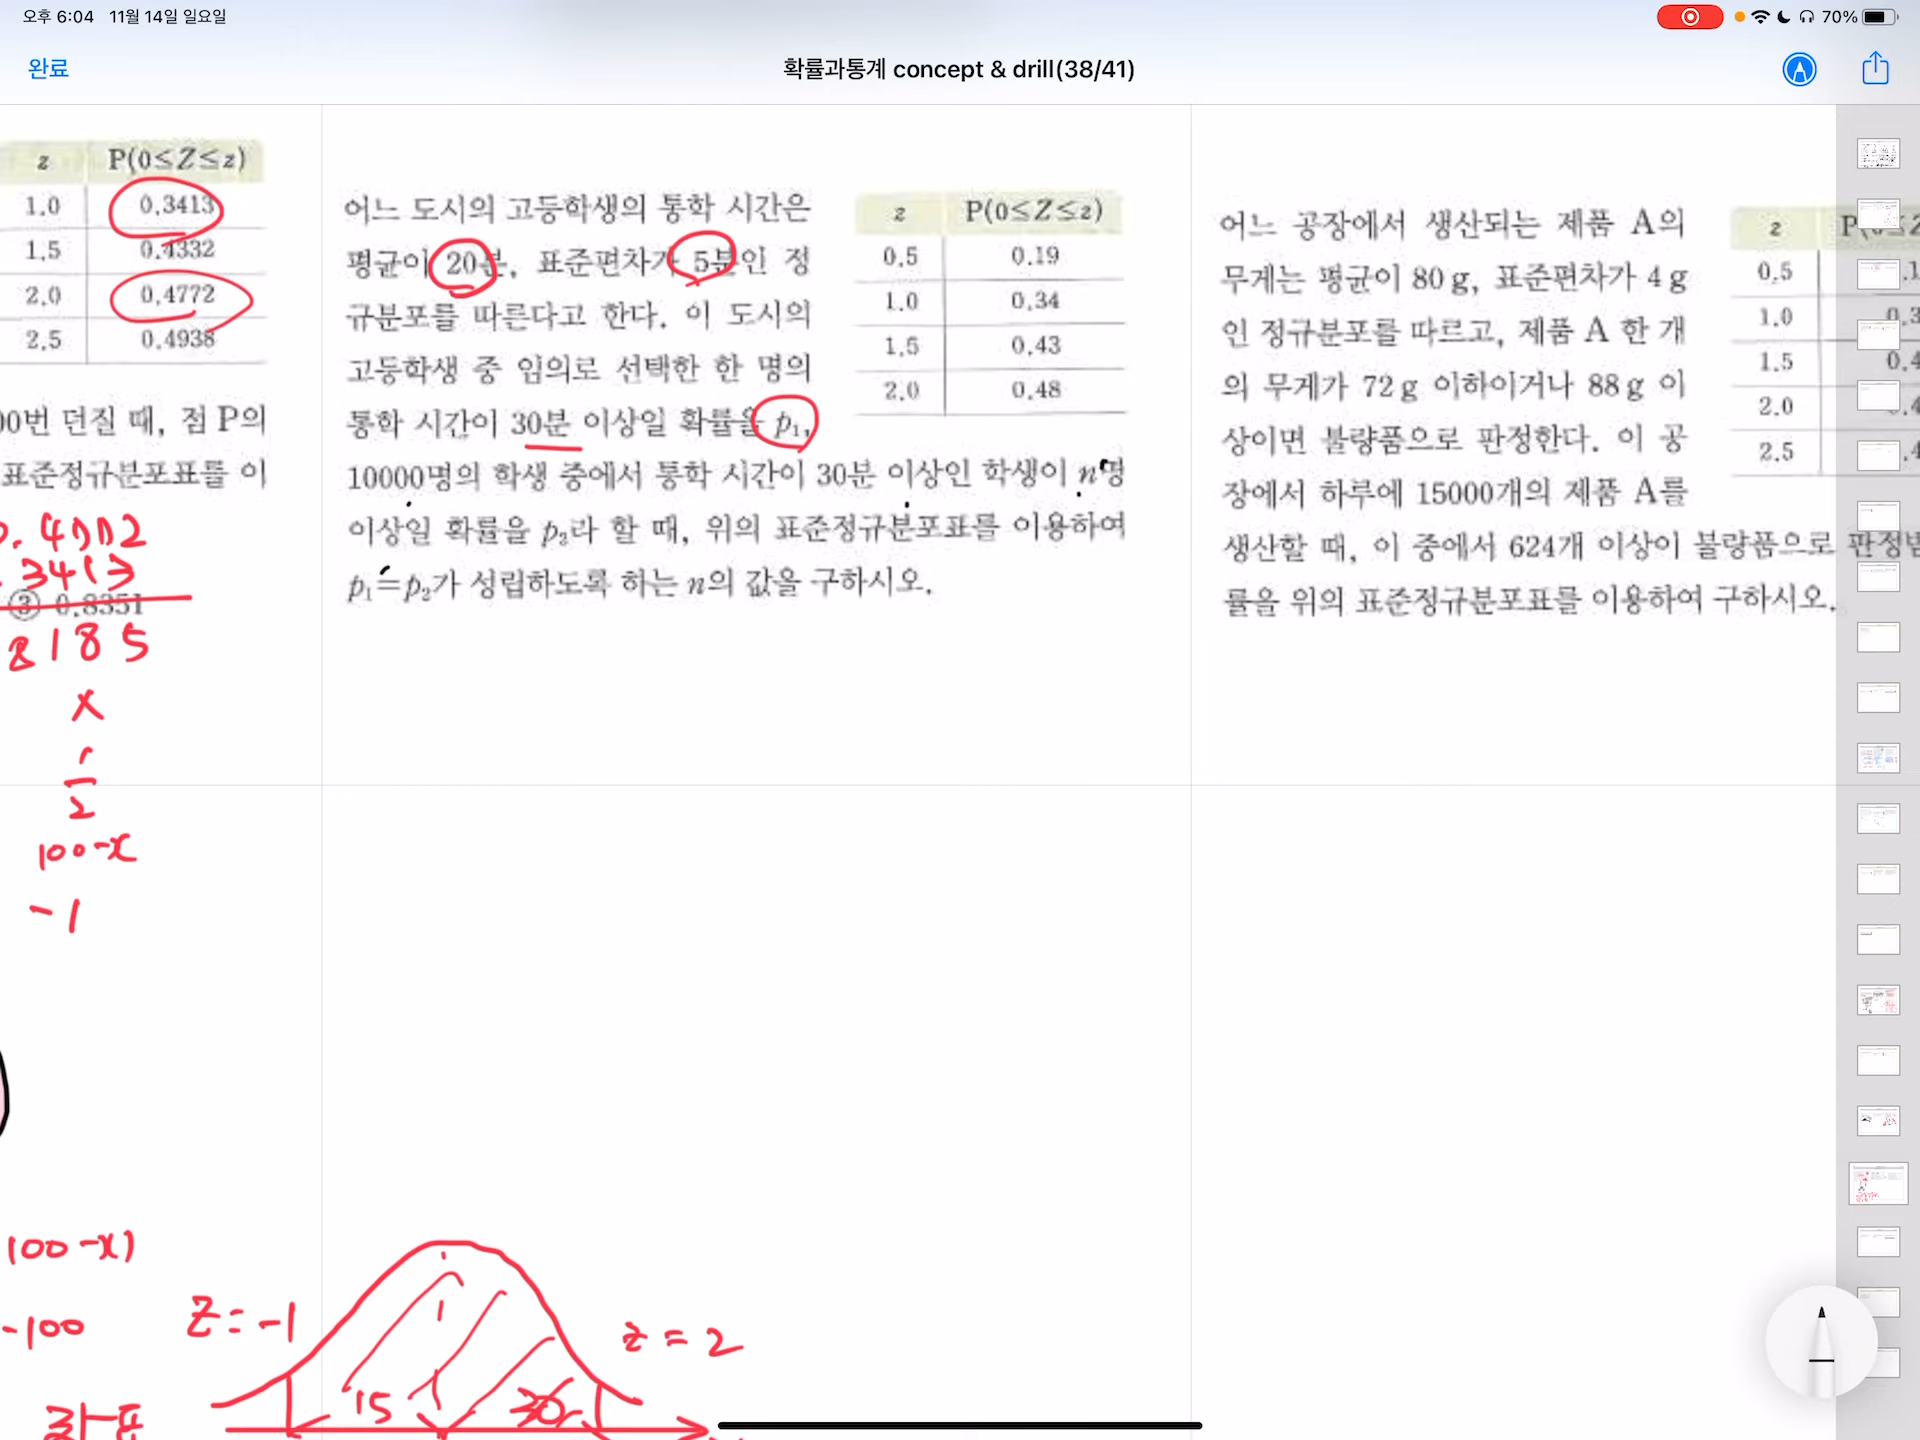 오후 6:04 11월 14일 일요일
70%
완료
확률과통계 concept & drill(38/41)
z P(0≤Z≤z)
1.0 0.3413
1.5 0.4332
2.0 0.4772
2.5 0.4938
00번 던질 때, 점 P의
표준정규분포표를 이
3413
③ 0.8351
8185
x
1
2
100-x
-1
100-x)
-100
좌표
어느 도시의 고등학생의 통학 시간은
평균이 20분, 표준편차가 5분인 정
규분포를 따른다고 한다. 이 도시의
고등학생 중 임의로 선택한 한 명의
통학 시간이 30분 이상일 확률을 p₁,
10000명의 학생 중에서 통학 시간이 30분 이상인 학생이 n명
이상일 확률을 p₂라 할 때, 위의 표준정규분포표를 이용하여
p₁=p₂가 성립하도록 하는 n의 값을 구하시오.
z P(0≤Z≤z)
0.5 0.19
1.0 0.34
1.5 0.43
2.0 0.48
z=-1
z=2
15
30
어느 공장에서 생산되는 제품 A의
무게는 평균이 80 g, 표준편차가 4 g
인 정규분포를 따르고, 제품 A 한 개
의 무게가 72 g 이하이거나 88 g 이
상이면 불량품으로 판정한다. 이 공
장에서 하루에 15000개의 제품 A를
생산할 때, 이 중에서 624개 이상이 불량품으로 판정
률을 위의 표준정규분포표를 이용하여 구하시오.
z
0.5
1.0 0.3
1.5 0.4
2.0
2.5